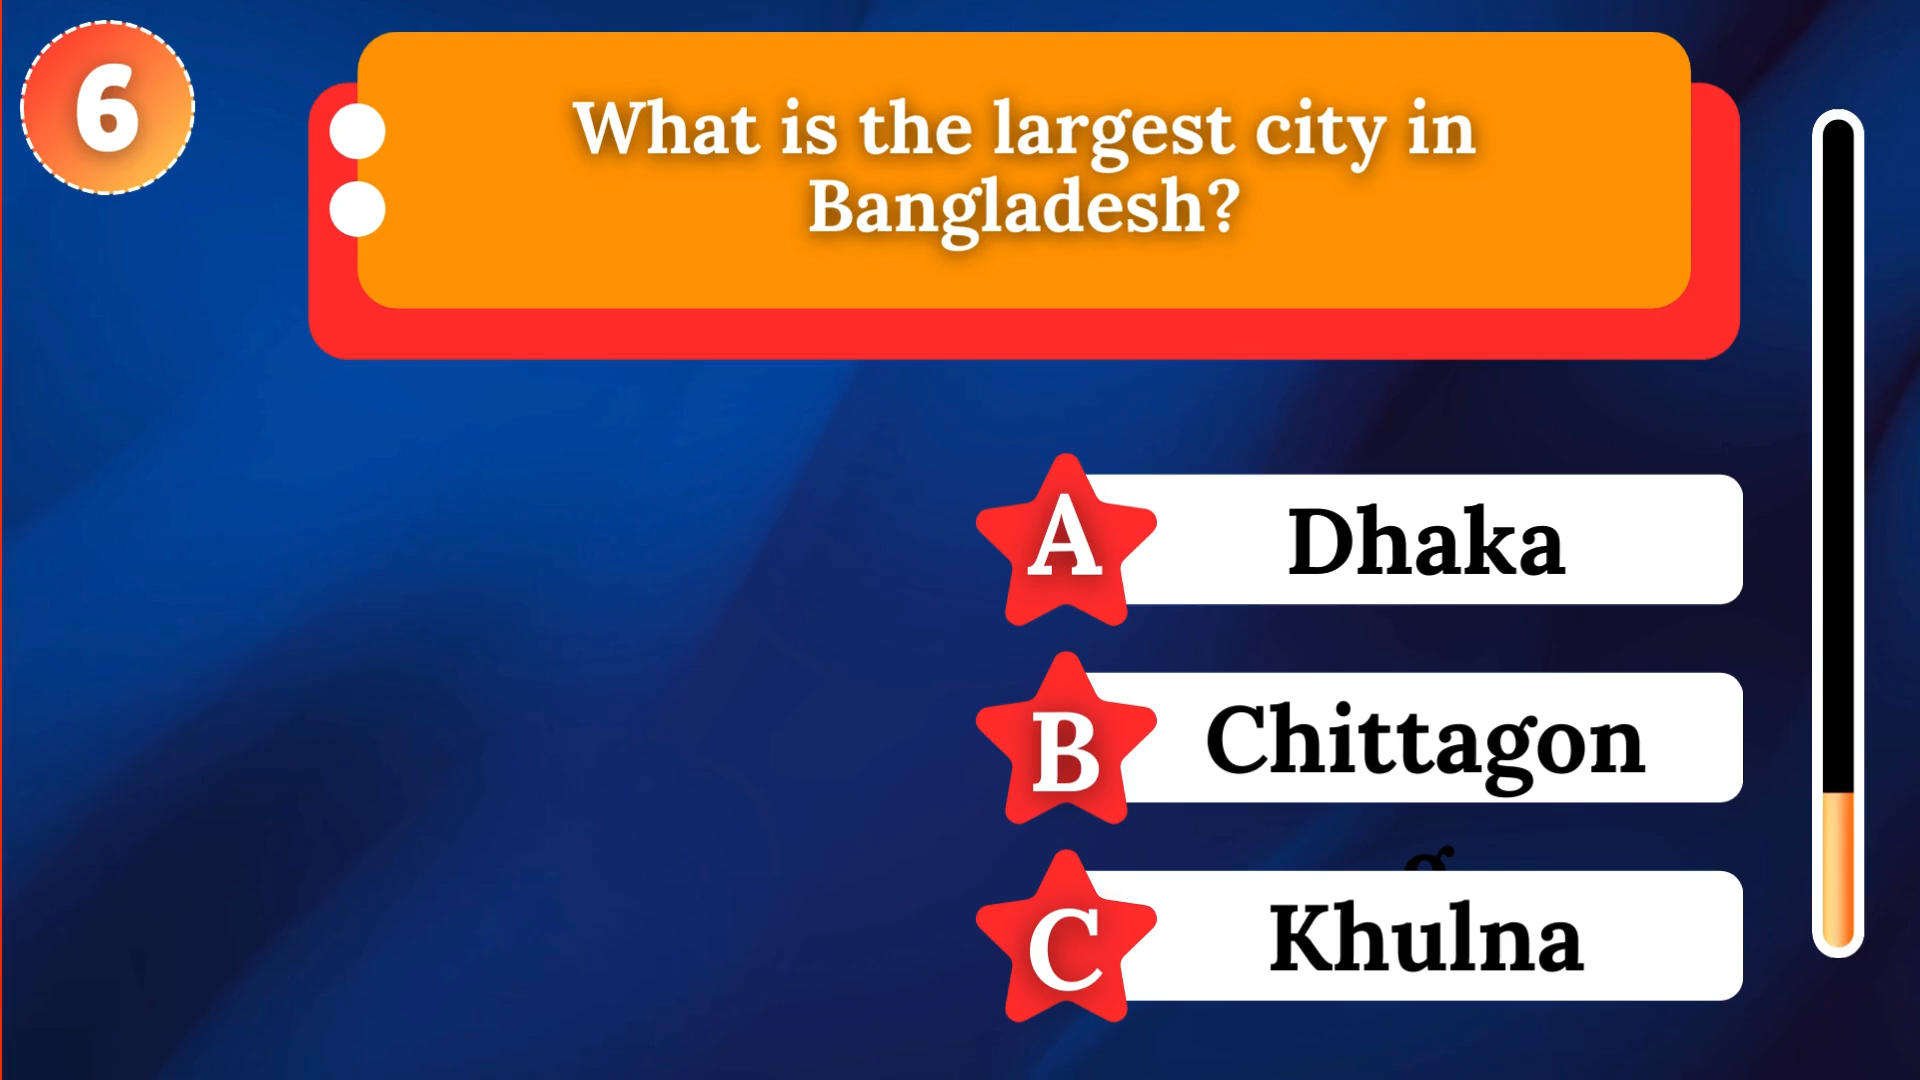 6
What is the largest city in
Bangladesh?
A Dhaka
B Chittagon
g
C Khulna